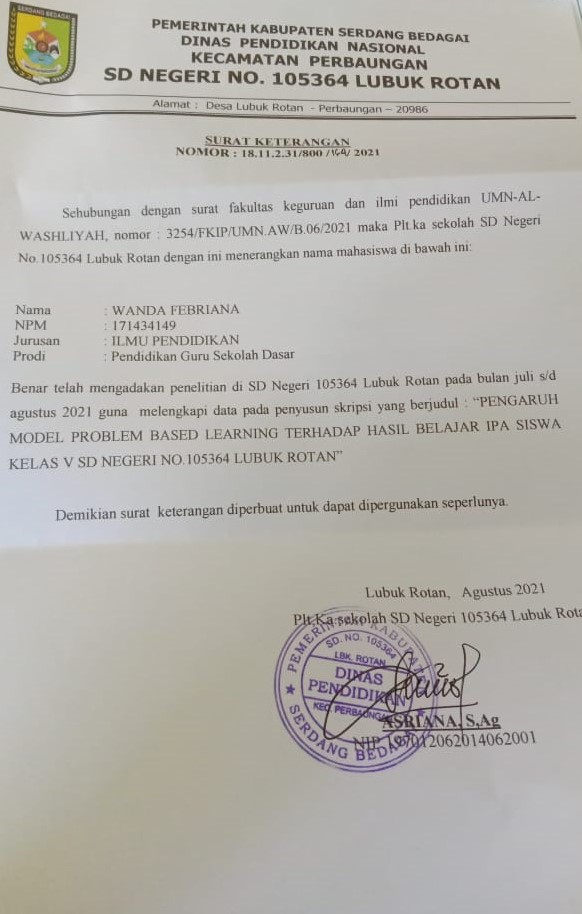 SERDANG BEDAGAI
PEMERINTAH KABUPATEN SERDANG BEDAGAI
DINAS PENDIDIKAN NASIONAL
KECAMATAN PERBAUNGAN
SD NEGERI NO. 105364 LUBUK ROTAN
Alamat : Desa Lubuk Rotan - Perbaungan – 20986
SURAT KETERANGAN
NOMOR : 18.11.2.31/800 / / 2021
Sehubungan dengan surat fakultas keguruan dan ilmi pendidikan UMN-AL-
WASHLIYAH, nomor : 3254/FKIP/UMN.AW/B.06/2021 maka Plt.ka sekolah SD Negeri
No.105364 Lubuk Rotan dengan ini menerangkan nama mahasiswa di bawah ini:
Nama : WANDA FEBRIANA
NPM : 171434149
Jurusan : ILMU PENDIDIKAN
Prodi : Pendidikan Guru Sekolah Dasar
Benar telah mengadakan penelitian di SD Negeri 105364 Lubuk Rotan pada bulan juli s/d
agustus 2021 guna melengkapi data pada penyusun skripsi yang berjudul : “PENGARUH
MODEL PROBLEM BASED LEARNING TERHADAP HASIL BELAJAR IPA SISWA
KELAS V SD NEGERI NO.105364 LUBUK ROTAN”
Demikian surat keterangan diperbuat untuk dapat dipergunakan seperlunya.
Lubuk Rotan, Agustus 2021
Plt.Ka sekolah SD Negeri 105364 Lubuk Rota
PEMERINTAH KABUPATEN
SD. NO. 105364
LBK. ROTAN
DINAS
PENDIDIKAN
KEC. PERBAUNGAN
SERDANG BEDAGAI
ASRIANA, S,Ag
NIP 197012062014062001